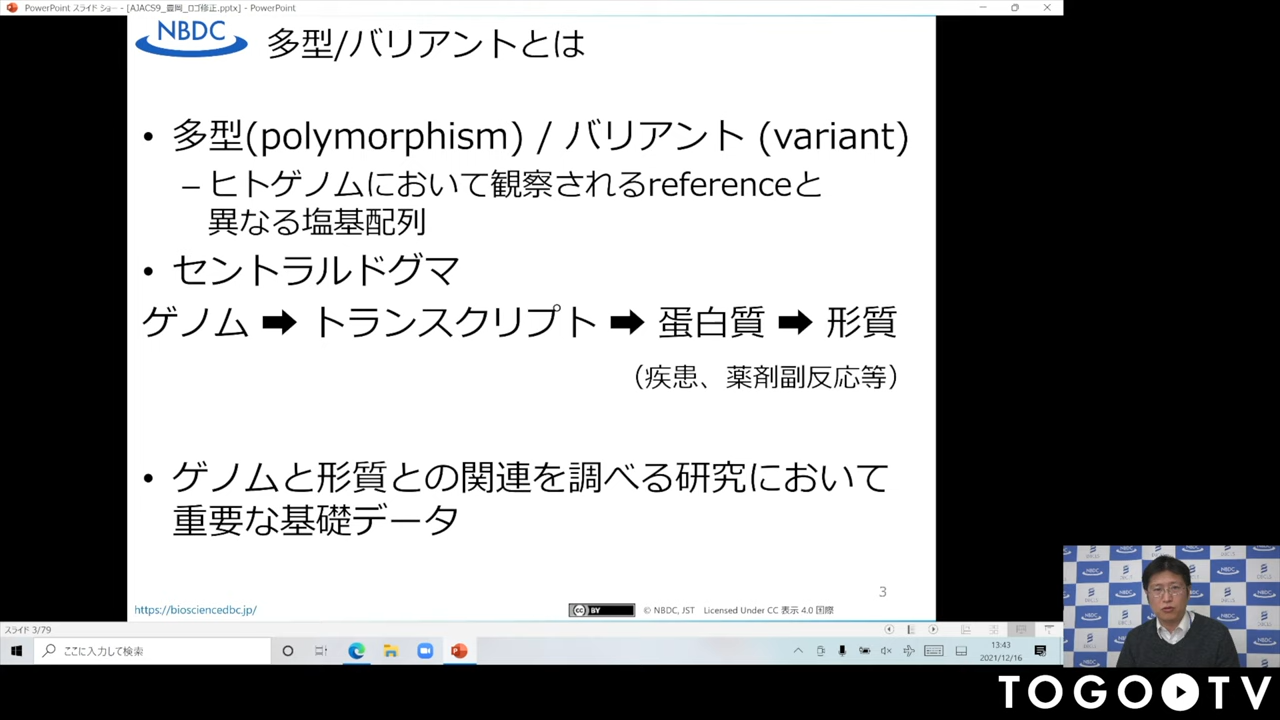 PowerPoint スライド ショー - [AJACS9_豊岡_ロゴ修正.pptx] - PowerPoint
NBDC
多型/バリアントとは
• 多型(polymorphism) / バリアント (variant)
– ヒトゲノムにおいて観察されるreferenceと
異なる塩基配列
• セントラルドグマ
ゲノム ➡ トランスクリプト ➡ 蛋白質 ➡ 形質
（疾患、薬剤副反応等）
• ゲノムと形質との関連を調べる研究において
重要な基礎データ
3
https://biosciencedbc.jp/
cc BY
© NBDC, JST Licensed Under CC 表示 4.0 国際
スライド 3/79
ここに入力して検索
13:43
2021/12/16
NBDC
TOGO TV